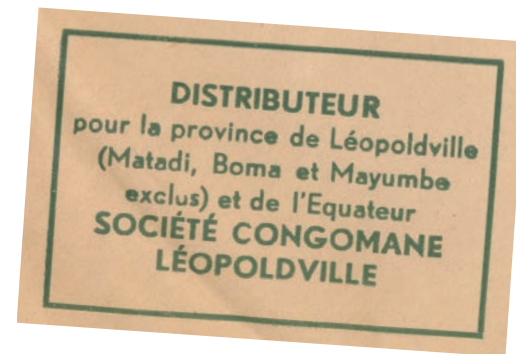 DISTRIBUTEUR
pour la province de Léopoldville
(Matadi, Boma et Mayumbe
exclus) et de l'Equateur
SOCIÉTÉ CONGOMANE
LÉOPOLDVILLE